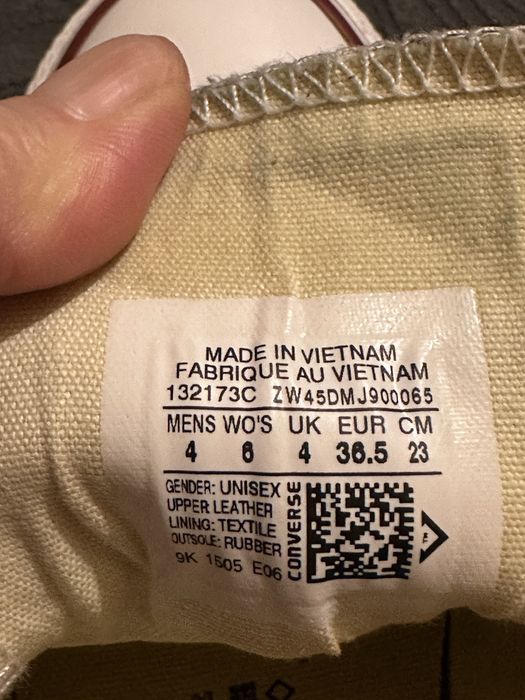 MADE IN VIETNAM
FABRIQUE AU VIETNAM
132173C ZW45DMJ900065
MENS WO'S UK EUR CM
4 6 4 36.5 23
GENDER: UNISEX
UPPER LEATHER
LINING: TEXTILE
OUTSOLE: RUBBER
9K 1505 E06
CONVERSE
TM